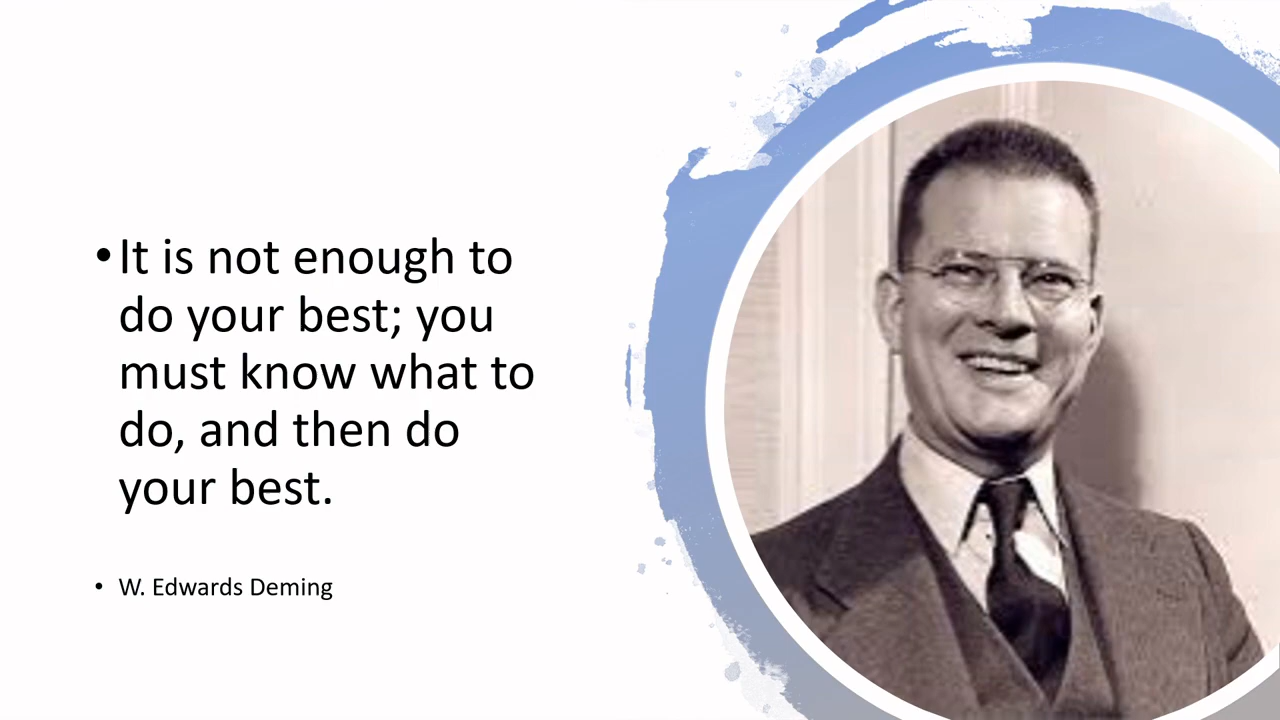 •It is not enough to
do your best; you
must know what to
do, and then do
your best.
• W. Edwards Deming